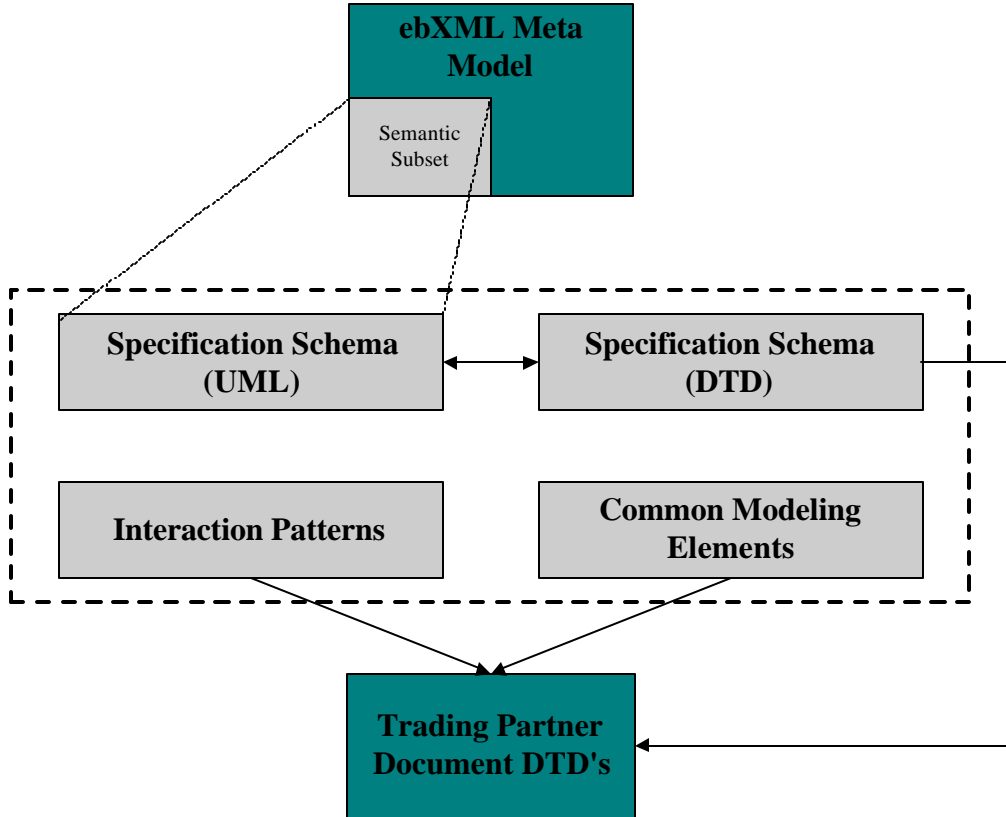 ebXML Meta
Model
Semantic
Subset
Specification Schema
(UML)
Specification Schema
(DTD)
Interaction Patterns
Common Modeling
Elements
Trading Partner
Document DTD's